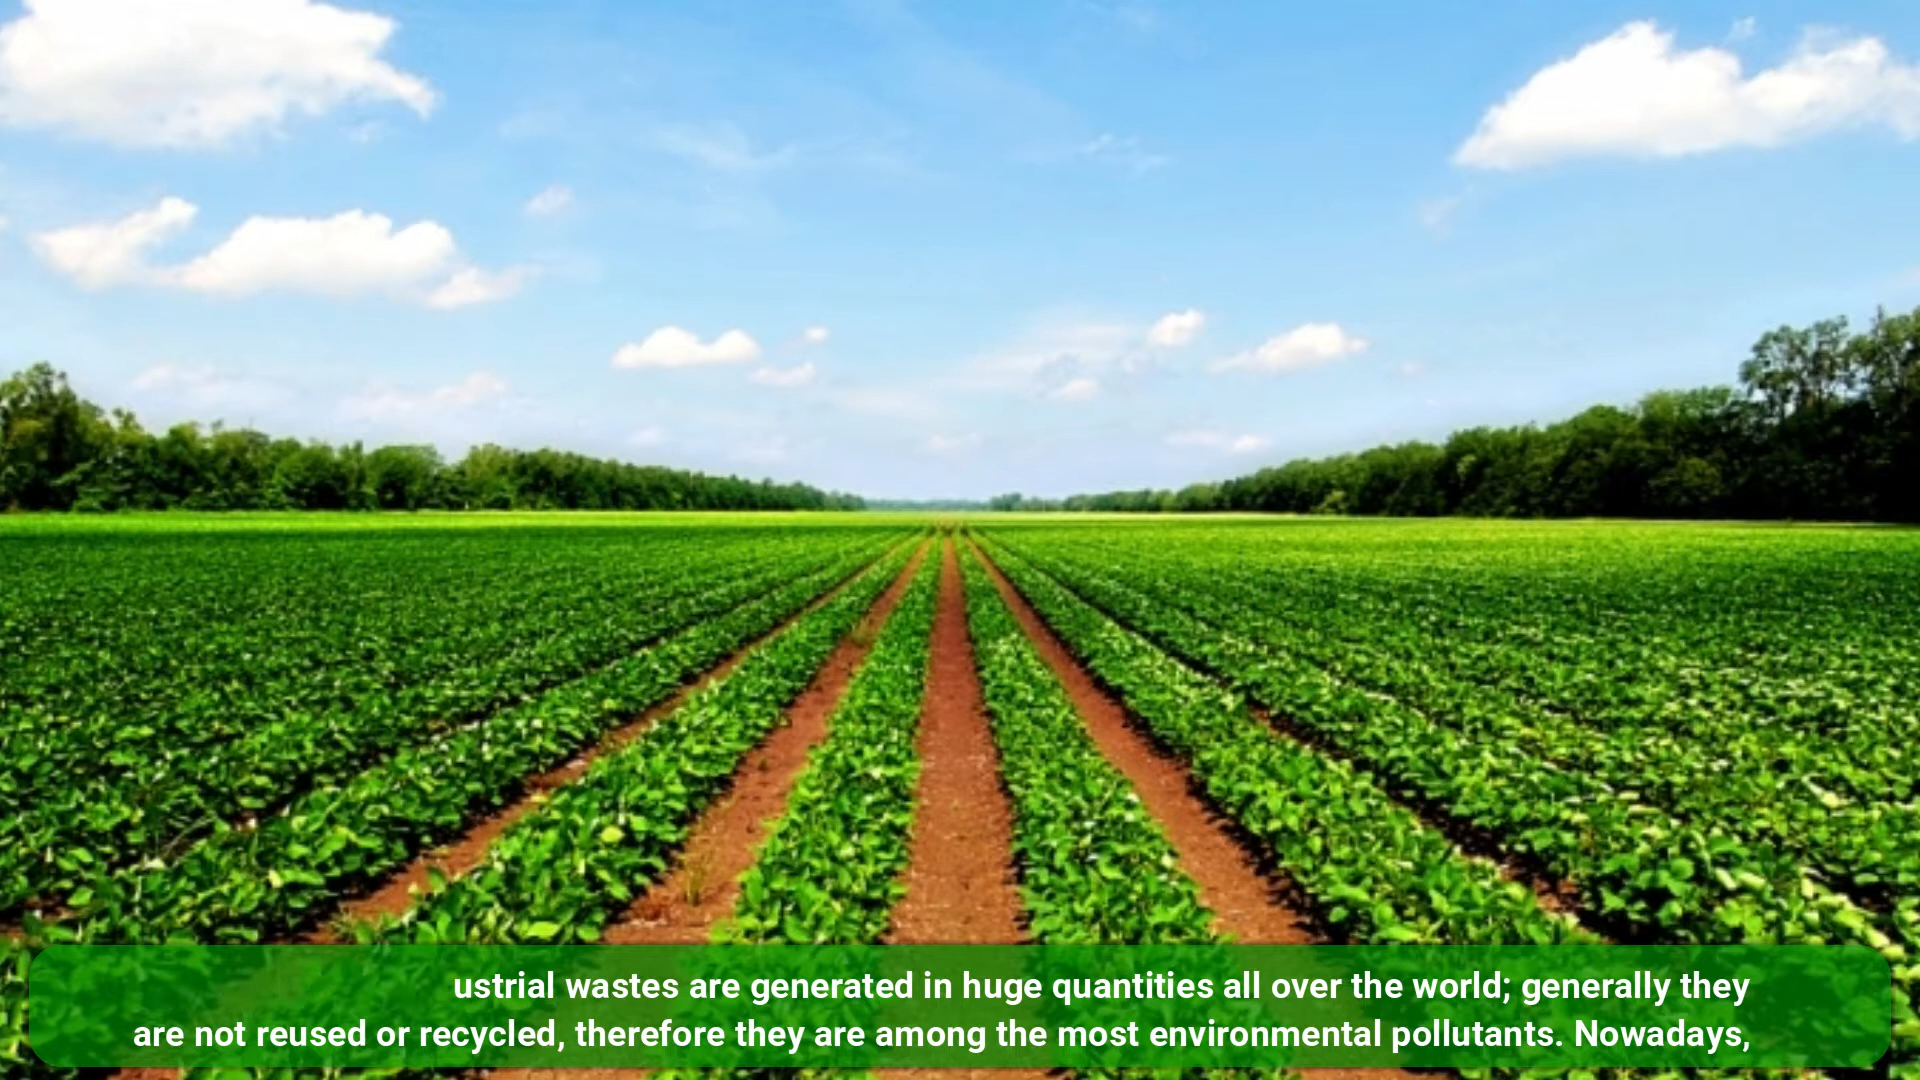 ustrial wastes are generated in huge quantities all over the world; generally they
are not reused or recycled, therefore they are among the most environmental pollutants. Nowadays,